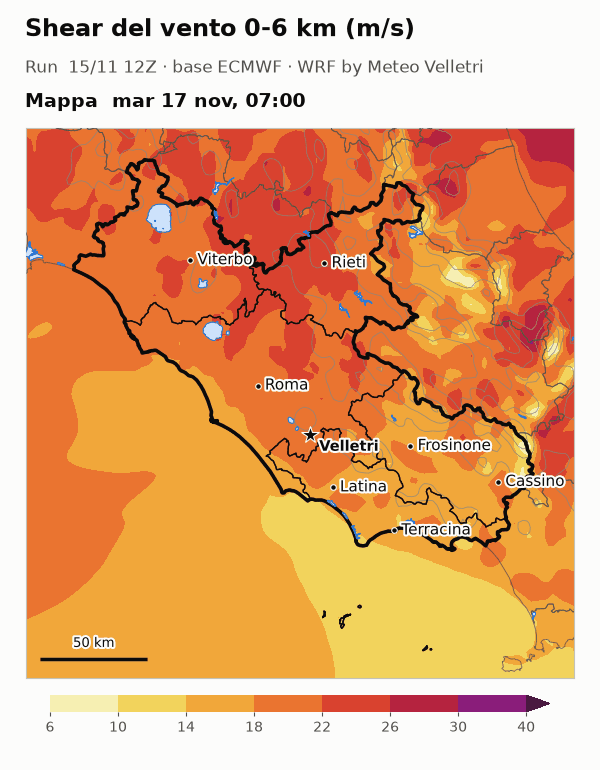 Shear del vento 0-6 km (m/s)
Run  15/11 12Z · base ECMWF · WRF by Meteo Velletri
Mappa  mar 17 nov, 07:00
Viterbo
Rieti
Roma
Velletri
Frosinone
Latina
Cassino
Terracina
50 km
6 10 14 18 22 26 30 40